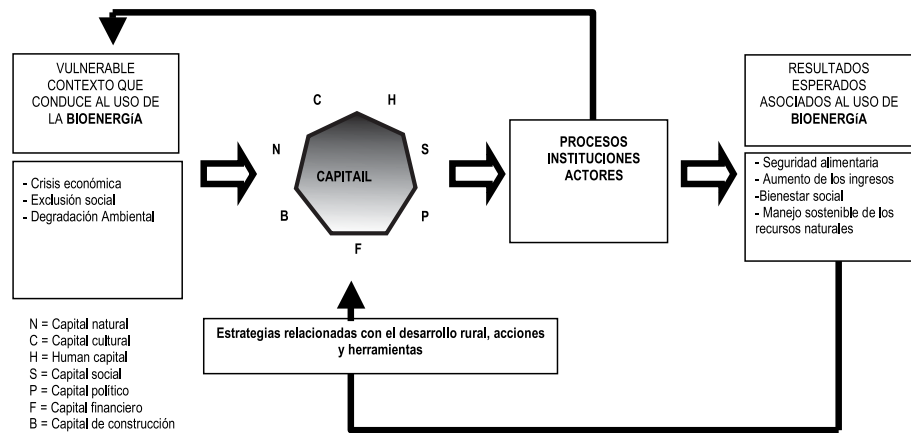 VULNERABLE
CONTEXTO QUE
CONDUCE AL USO DE
LA BIOENERGíA
- Crisis económica
- Exclusión social
- Degradación Ambiental
C
H
N
S
CAPITAIL
B
P
F
PROCESOS
INSTITUCIONES
ACTORES
RESULTADOS
ESPERADOS
ASOCIADOS AL USO DE
BIOENERGíA
- Seguridad alimentaria
- Aumento de los ingresos
-Bienestar social
- Manejo sostenible de los
recursos naturales
Estrategias relacionadas con el desarrollo rural, acciones
y herramientas
N = Capital natural
C = Capital cultural
H = Human capital
S = Capital social
P = Capital político
F = Capital financiero
B = Capital de construcción